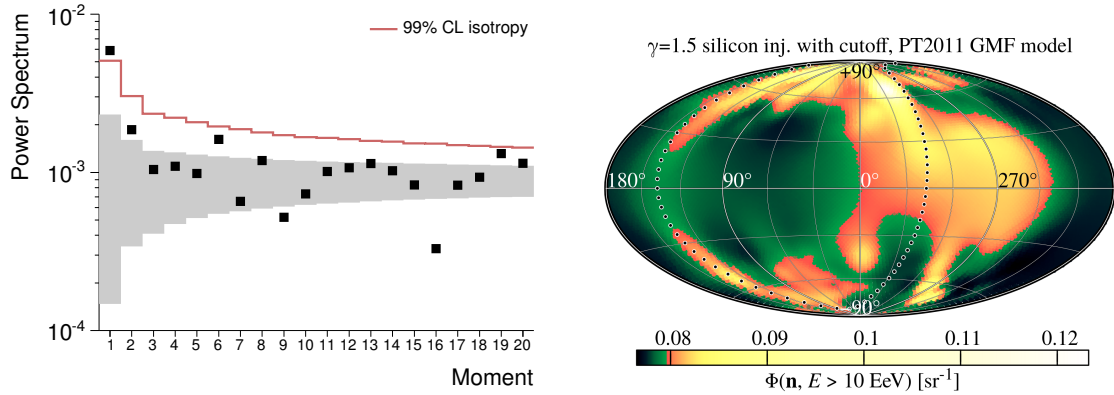 10⁻²
10⁻³
10⁻⁴
Power Spectrum
99% CL isotropy
1 2 3 4 5 6 7 8 9 10 11 12 13 14 15 16 17 18 19 20
Moment
γ=1.5 silicon inj. with cutoff, PT2011 GMF model
+90°
180° 90° 0° 270°
-90°
0.08 0.09 0.1 0.11 0.12
Φ(n, E > 10 EeV) [sr⁻¹]